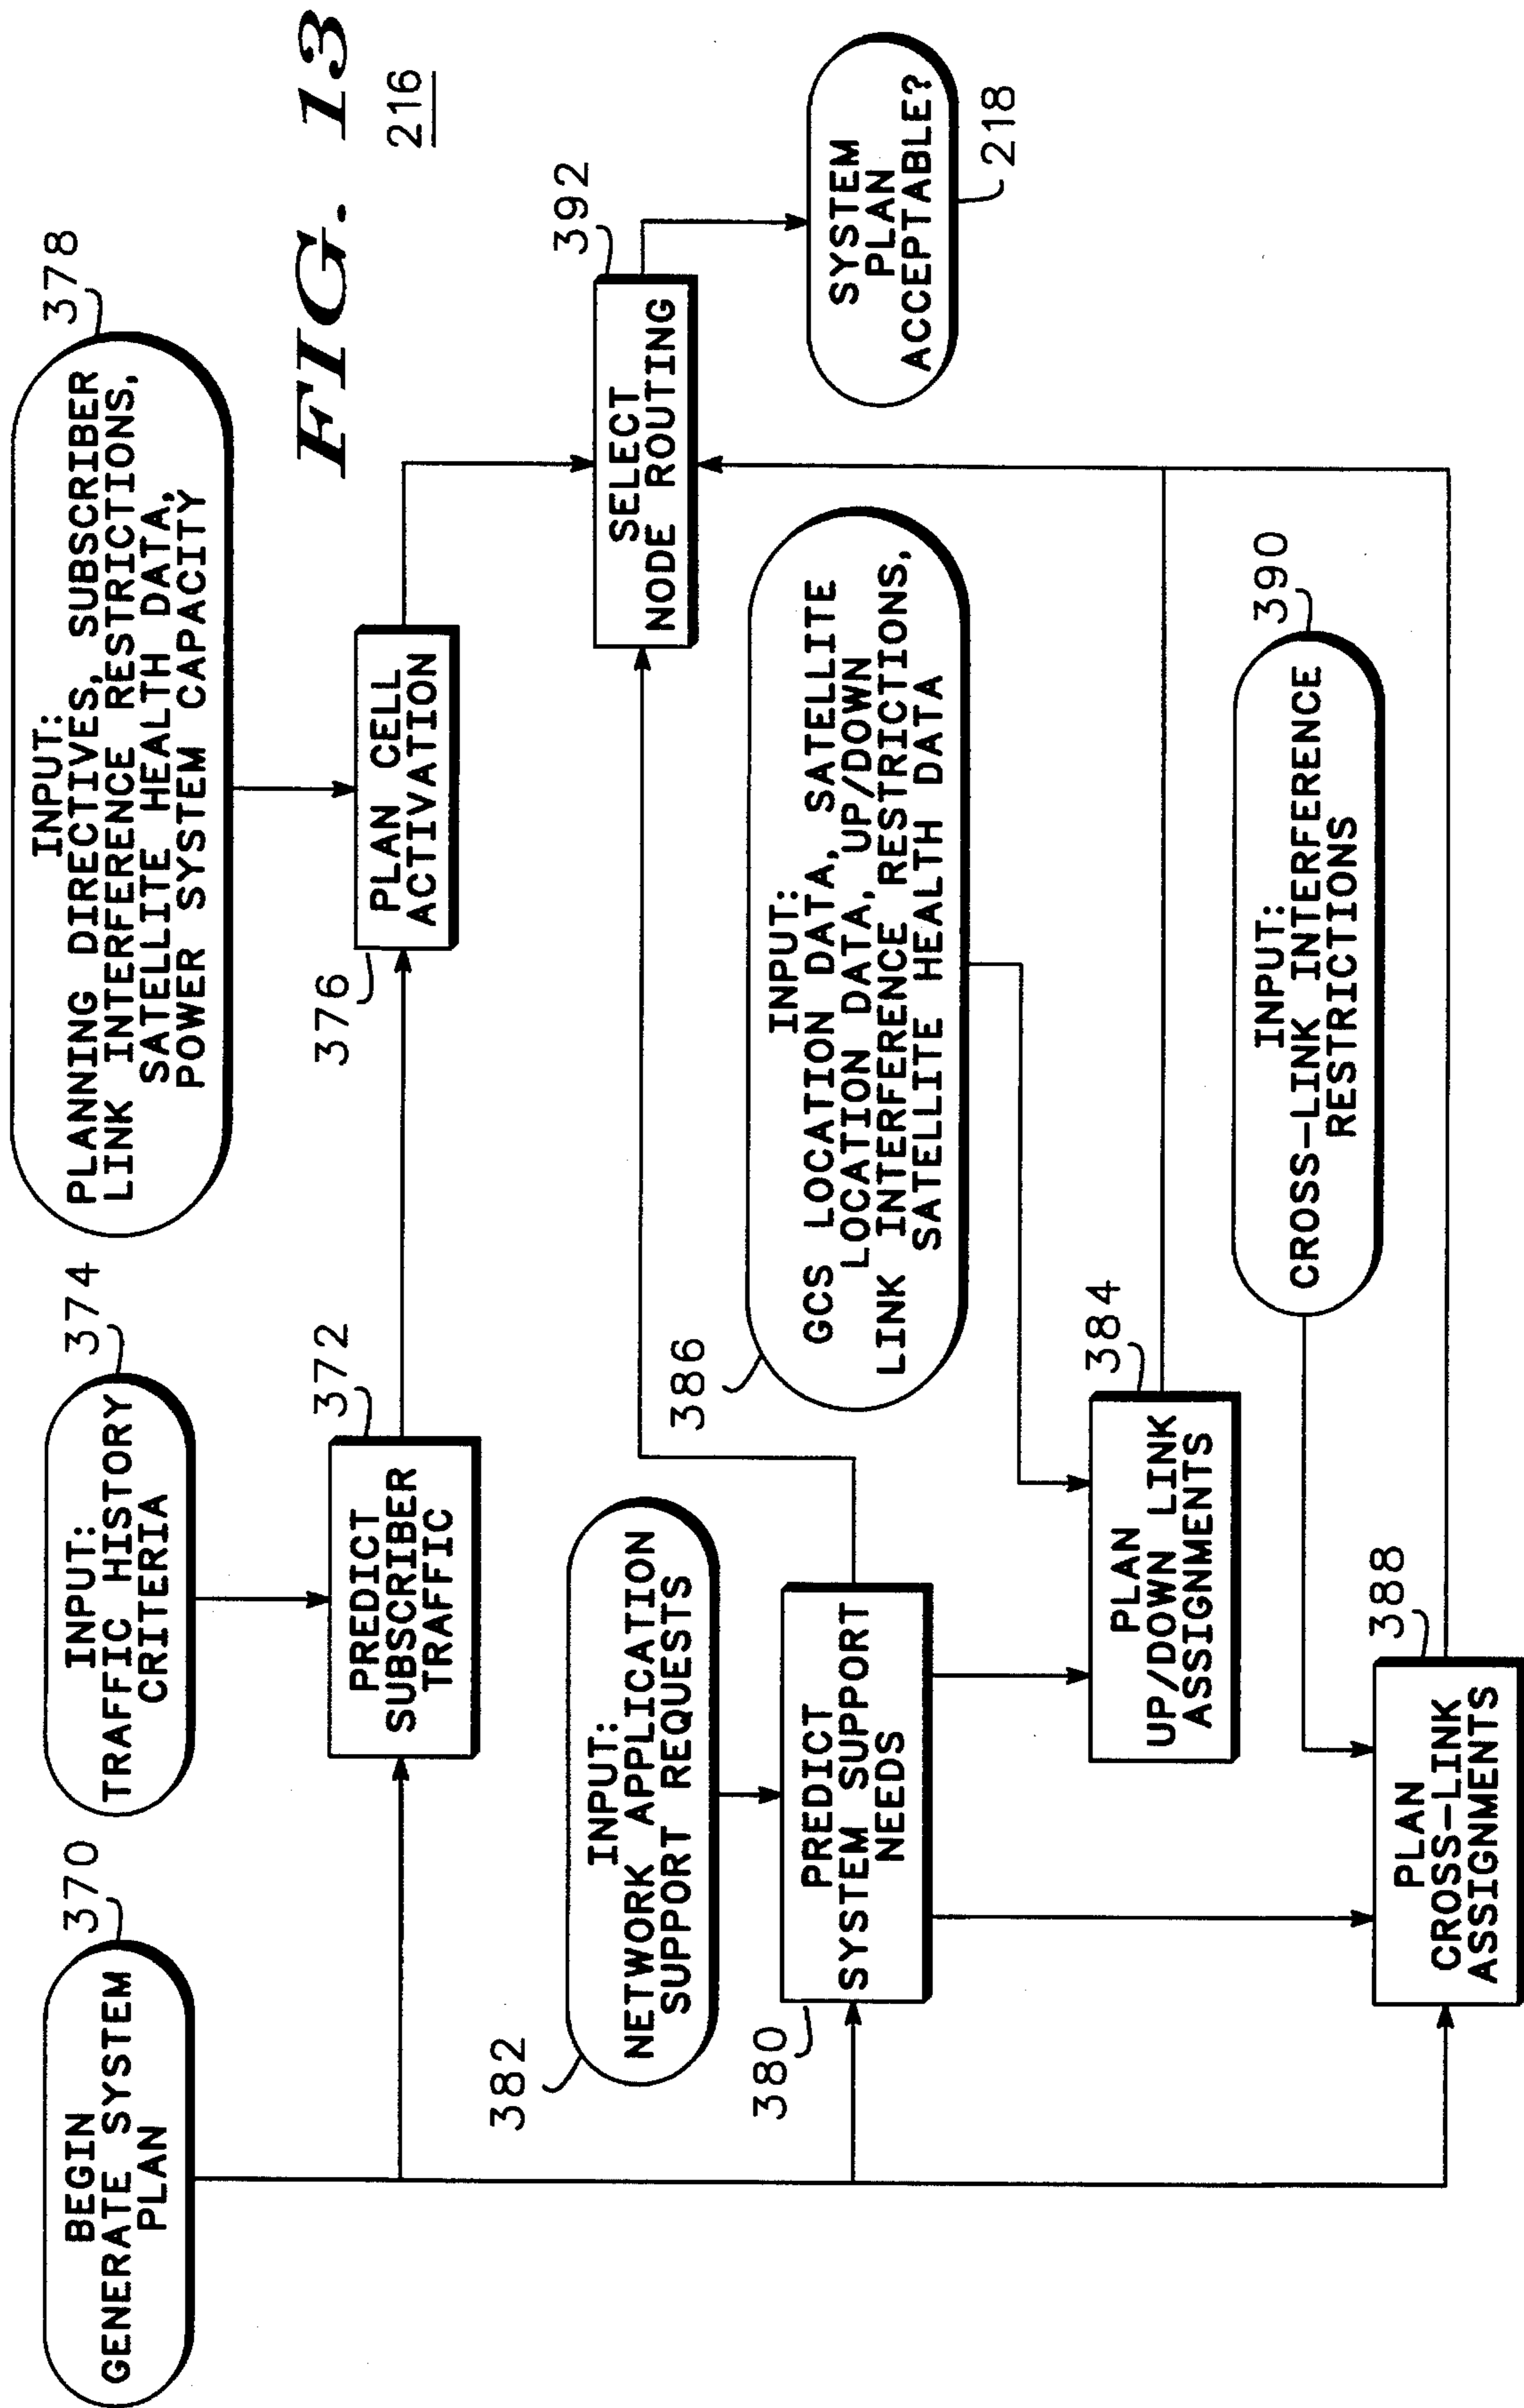 BEGIN
GENERATE SYSTEM
PLAN
370
INPUT:
TRAFFIC HISTORY
CRITERIA
374
INPUT:
PLANNING DIRECTIVES, SUBSCRIBER
LINK INTERFERENCE RESTRICTIONS,
SATELLITE HEALTH DATA,
POWER SYSTEM CAPACITY
378
FIG. 13
216
PREDICT
SUBSCRIBER
TRAFFIC
372
PLAN CELL
ACTIVATION
376
INPUT:
NETWORK APPLICATION
SUPPORT REQUESTS
382
SELECT
NODE ROUTING
392
PREDICT
SYSTEM SUPPORT
NEEDS
380
INPUT:
GCS LOCATION DATA, SATELLITE
LOCATION DATA, UP/DOWN
LINK INTERFERENCE RESTRICTIONS,
SATELLITE HEALTH DATA
386
SYSTEM
PLAN
ACCEPTABLE?
218
PLAN
UP/DOWN LINK
ASSIGNMENTS
384
INPUT:
CROSS-LINK INTERFERENCE
RESTRICTIONS
390
PLAN
CROSS-LINK
ASSIGNMENTS
388